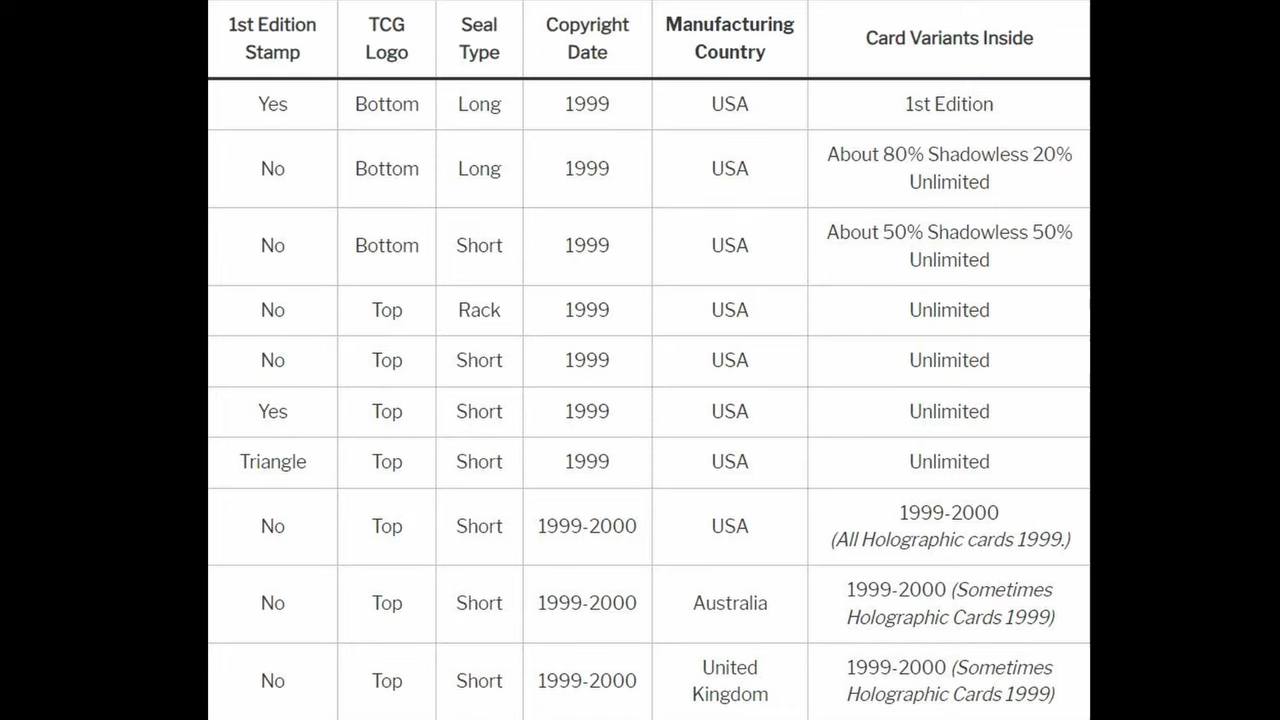 1st Edition Stamp | TCG Logo | Seal Type | Copyright Date | Manufacturing Country | Card Variants Inside
Yes | Bottom | Long | 1999 | USA | 1st Edition
No | Bottom | Long | 1999 | USA | About 80% Shadowless 20% Unlimited
No | Bottom | Short | 1999 | USA | About 50% Shadowless 50% Unlimited
No | Top | Rack | 1999 | USA | Unlimited
No | Top | Short | 1999 | USA | Unlimited
Yes | Top | Short | 1999 | USA | Unlimited
Triangle | Top | Short | 1999 | USA | Unlimited
No | Top | Short | 1999-2000 | USA | 1999-2000 (All Holographic cards 1999.)
No | Top | Short | 1999-2000 | Australia | 1999-2000 (Sometimes Holographic Cards 1999)
No | Top | Short | 1999-2000 | United Kingdom | 1999-2000 (Sometimes Holographic Cards 1999)